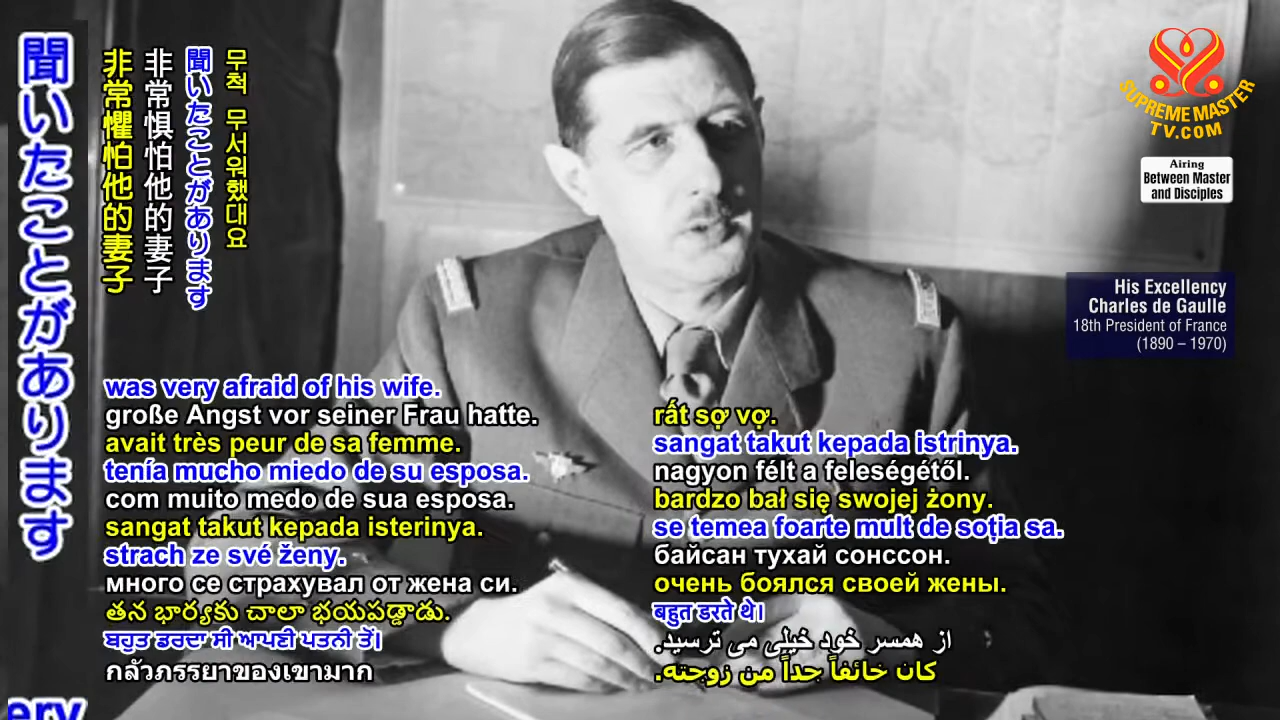 聞いたことがあります
非常懼怕他的妻子
非常惧怕他的妻子
聞いたことがあります
무척 무서워했대요
SUPREME MASTER
TV.COM
Airing
Between Master
and Disciples
His Excellency
Charles de Gaulle
18th President of France
(1890 – 1970)
was very afraid of his wife.
große Angst vor seiner Frau hatte.
avait très peur de sa femme.
tenía mucho miedo de su esposa.
com muito medo de sua esposa.
sangat takut kepada isterinya.
strach ze své ženy.
много се страхувал от жена си.
తన భార్యకు చాలా భయపడ్డాడు.
ਬਹੁਤ ਡਰਦਾ ਸੀ ਆਪਣੀ ਪਤਨੀ ਤੋਂ।
กลัวภรรยาของเขามาก
rất sợ vợ.
sangat takut kepada istrinya.
nagyon félt a feleségétől.
bardzo bał się swojej żony.
se temea foarte mult de soția sa.
байсан тухай сонссон.
очень боялся своей жены.
बहुत डरते थे।
از همسر خود خیلی می ترسید.
كان خائفاً جداً من زوجته.
ery